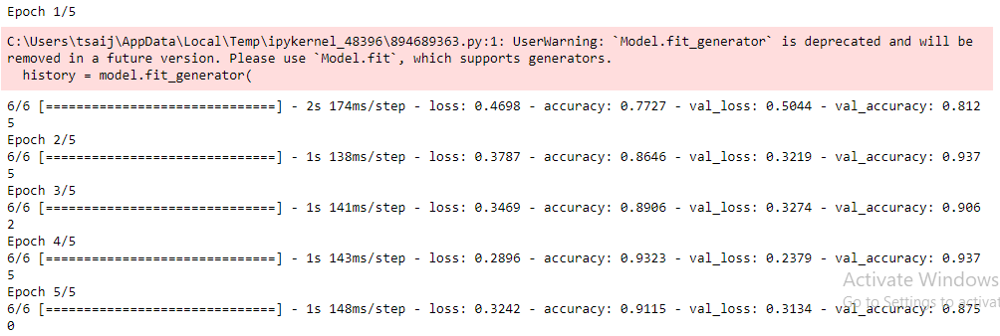 Epoch 1/5
C:\Users\tsaij\AppData\Local\Temp\ipykernel_48396\894689363.py:1: UserWarning: `Model.fit_generator` is deprecated and will be
removed in a future version. Please use `Model.fit`, which supports generators.
  history = model.fit_generator(
6/6 [==============================] - 2s 174ms/step - loss: 0.4698 - accuracy: 0.7727 - val_loss: 0.5044 - val_accuracy: 0.812
5
Epoch 2/5
6/6 [==============================] - 1s 138ms/step - loss: 0.3787 - accuracy: 0.8646 - val_loss: 0.3219 - val_accuracy: 0.937
5
Epoch 3/5
6/6 [==============================] - 1s 141ms/step - loss: 0.3469 - accuracy: 0.8906 - val_loss: 0.3274 - val_accuracy: 0.906
2
Epoch 4/5
6/6 [==============================] - 1s 143ms/step - loss: 0.2896 - accuracy: 0.9323 - val_loss: 0.2379 - val_accuracy: 0.937
5
Activate Windows
Epoch 5/5
Go to Settings to activat
6/6 [==============================] - 1s 148ms/step - loss: 0.3242 - accuracy: 0.9115 - val_loss: 0.3134 - val_accuracy: 0.875
0